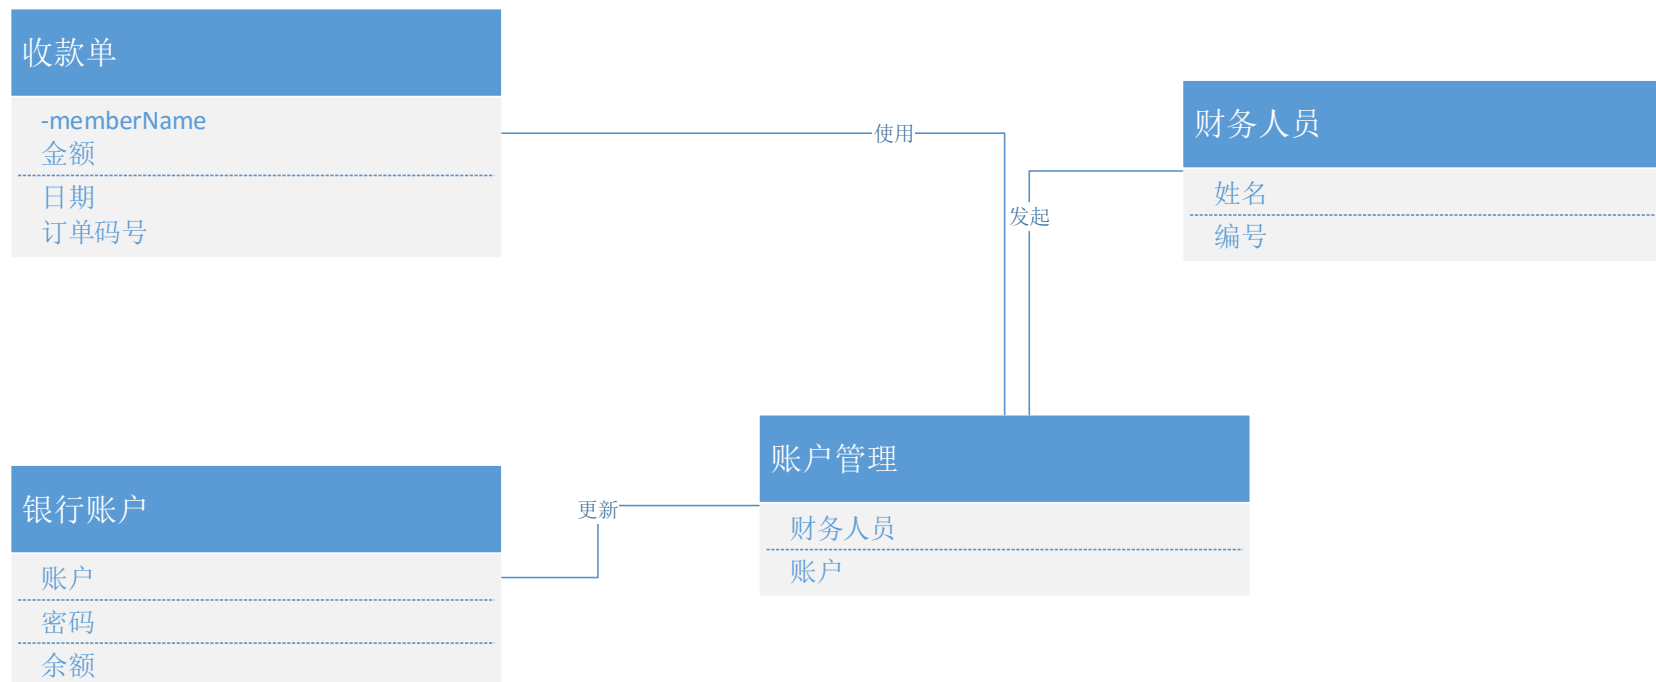 收款单
-memberName
金额
日期
订单码号
使用
财务人员
姓名
编号
发起
账户管理
财务人员
账户
更新
银行账户
账户
密码
余额